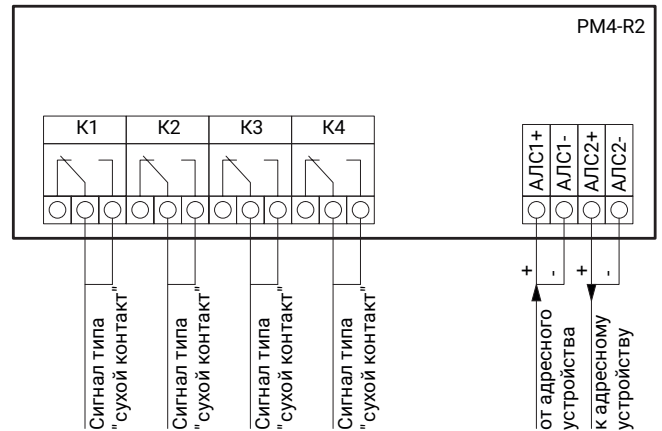 РМ4-R2
К1
К2
К3
К4
АЛС1+
АЛС1-
АЛС2+
АЛС2-
+
-
+
-
Сигнал типа
"сухой контакт"
Сигнал типа
"сухой контакт"
Сигнал типа
"сухой контакт"
Сигнал типа
"сухой контакт"
от адресного
устройства
к адресному
устройству